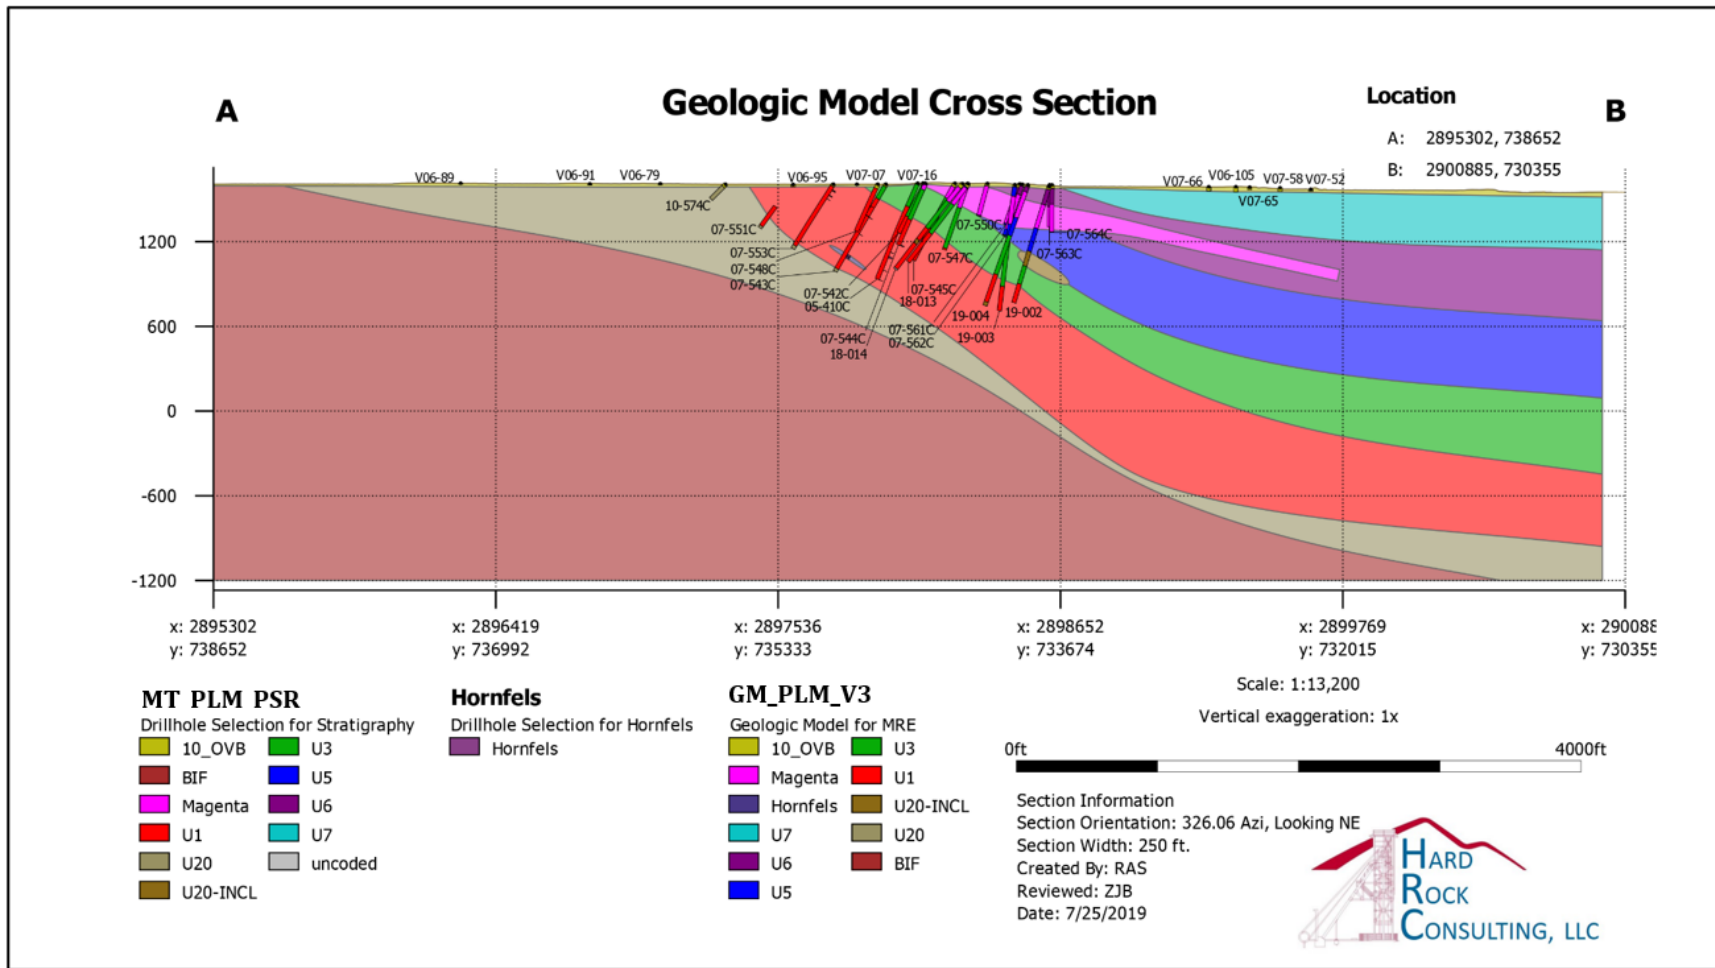 Geologic Model Cross Section
A
B
Location
A: 2895302, 738652
B: 2900885, 730355
V06-89
V06-91
V06-79
V06-95
V07-07
V07-16
V07-66
V06-105
V07-58
V07-52
V07-65
10-574C
07-551C
07-553C
07-548C
07-543C
07-542C
05-410C
07-544C
18-014
07-550C
07-547C
07-545C
18-013
07-561C
07-562C
19-004
19-003
19-002
07-564C
07-563C
1200
600
0
-600
-1200
x: 2895302
y: 738652
x: 2896419
y: 736992
x: 2897536
y: 735333
x: 2898652
y: 733674
x: 2899769
y: 732015
x: 290088
y: 730355
MT PLM PSR
Drillhole Selection for Stratigraphy
10_OVB
BIF
Magenta
U1
U20
U20-INCL
U3
U5
U6
U7
uncoded
Hornfels
Drillhole Selection for Hornfels
Hornfels
GM_PLM_V3
Geologic Model for MRE
10_OVB
Magenta
Hornfels
U7
U6
U5
U3
U1
U20-INCL
U20
BIF
Scale: 1:13,200
Vertical exaggeration: 1x
0ft
4000ft
Section Information
Section Orientation: 326.06 Azi, Looking NE
Section Width: 250 ft.
Created By: RAS
Reviewed: ZJB
Date: 7/25/2019
HARD
ROCK
CONSULTING, LLC